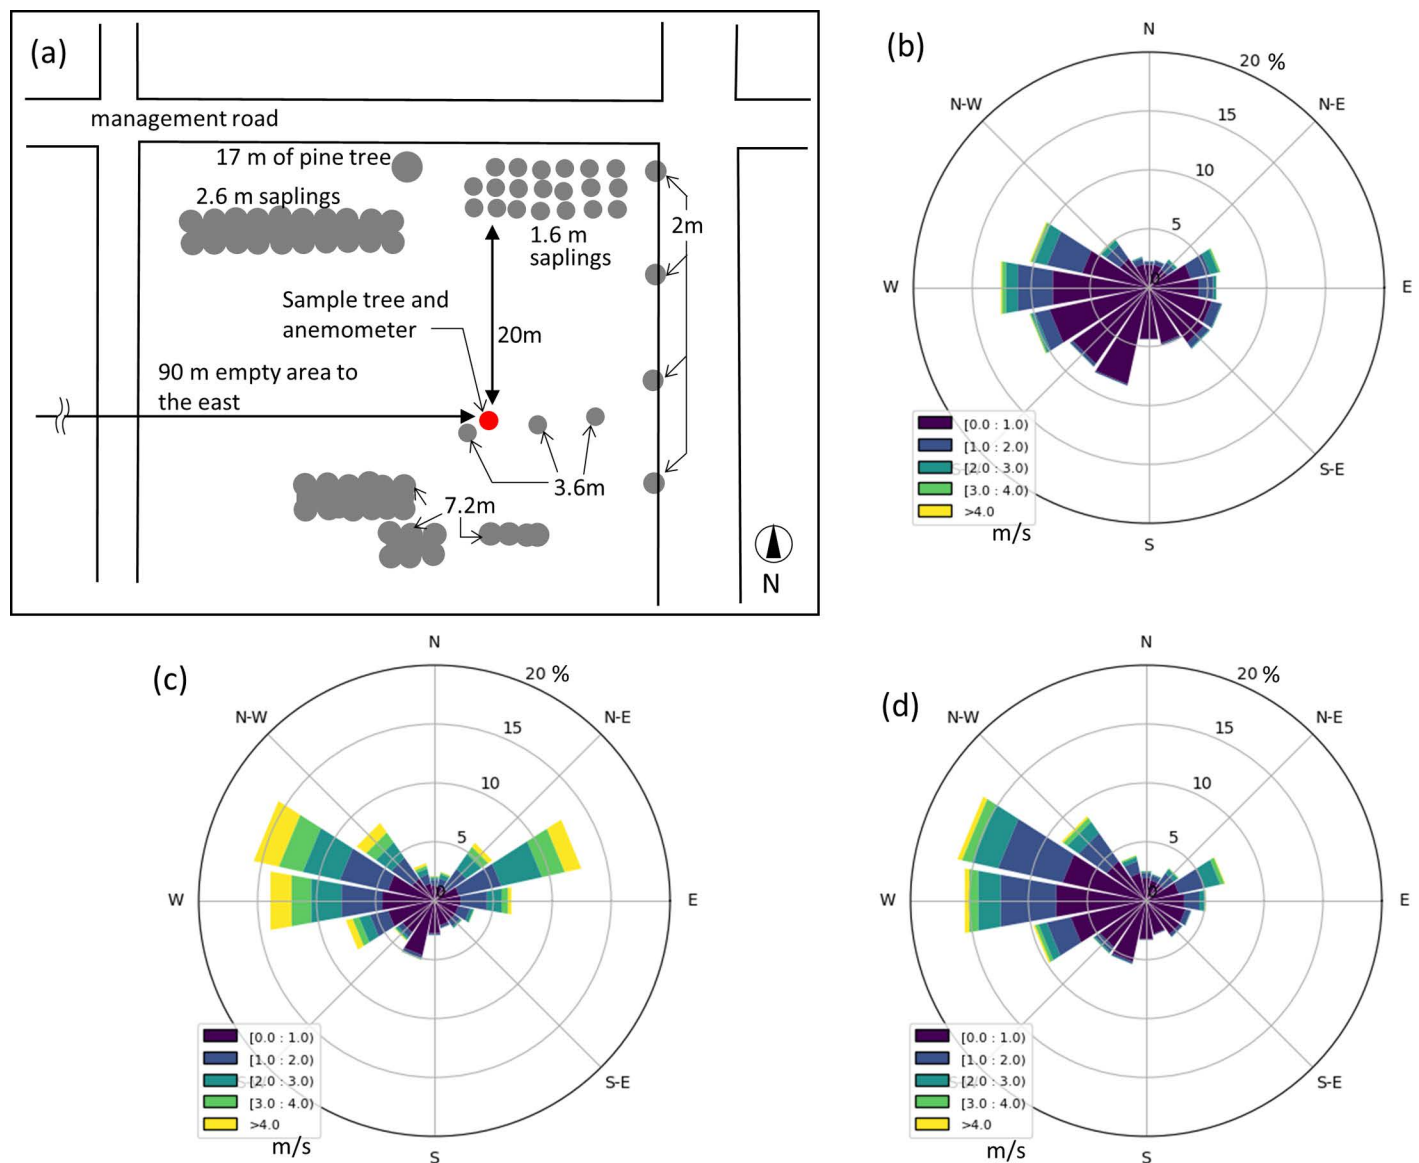 (a)
management road
17 m of pine tree
2.6 m saplings
1.6 m
saplings
2m
Sample tree and
anemometer
20m
90 m empty area to
the east
3.6m
7.2m
N
(b)
N
20 %
N-W
N-E
15
10
5
0
W
E
[0.0 : 1.0)
[1.0 : 2.0)
[2.0 : 3.0)
[3.0 : 4.0)
>4.0
m/s
S-W
S-E
S
(c)
N
20 %
N-W
N-E
15
10
5
0
W
E
[0.0 : 1.0)
[1.0 : 2.0)
[2.0 : 3.0)
[3.0 : 4.0)
>4.0
m/s
S-W
S-E
S
(d)
N
20 %
N-W
N-E
15
10
5
0
W
E
[0.0 : 1.0)
[1.0 : 2.0)
[2.0 : 3.0)
[3.0 : 4.0)
>4.0
m/s
S-W
S-E
S